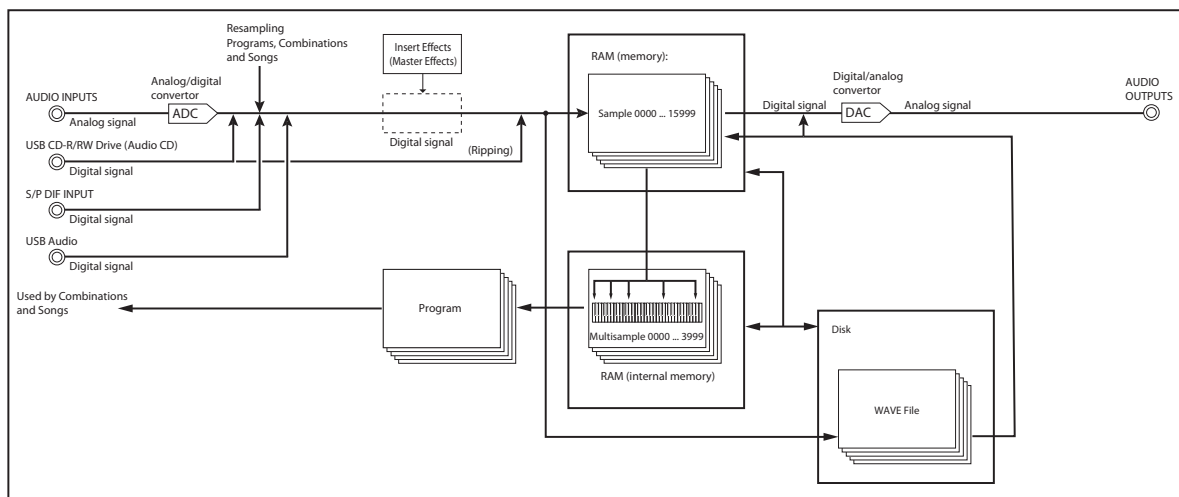 Resampling
Programs, Combinations
and Songs
Insert Effects
(Master Effects)
RAM (memory):
Analog/digital
convertor
Digital/analog
convertor
AUDIO INPUTS
ADC
Analog signal
Sample 0000 ... 15999
Digital signal
DAC
Analog signal
AUDIO
OUTPUTS
USB CD-R/RW Drive (Audio CD)
Digital signal
Digital signal
(Ripping)
S/P DIF INPUT
Digital signal
USB Audio
Digital signal
Used by Combinations
and Songs
Program
Multisample 0000 ... 3999
RAM (internal memory)
Disk
WAVE File